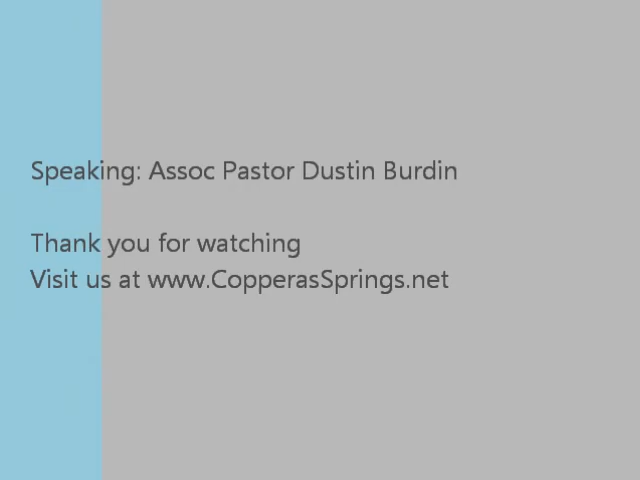 Speaking: Assoc Pastor Dustin Burdin
Thank you for watching
Visit us at www.CopperasSprings.net